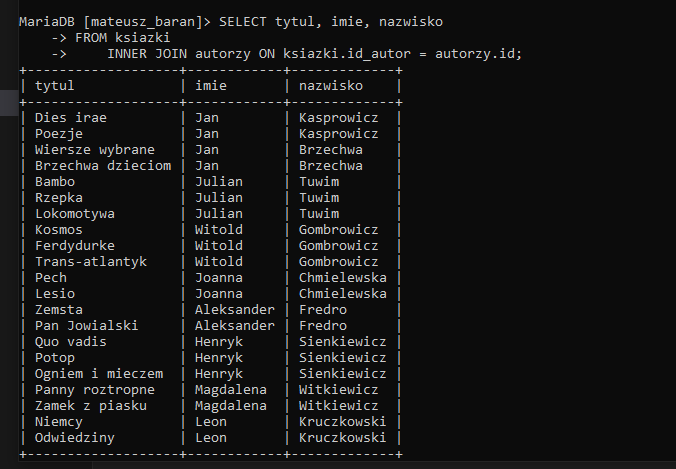 MariaDB [mateusz_baran]> SELECT tytul, imie, nazwisko
    -> FROM ksiazki
    ->     INNER JOIN autorzy ON ksiazki.id_autor = autorzy.id;
+-------------------+------------+-------------+
| tytul             | imie       | nazwisko    |
+-------------------+------------+-------------+
| Dies irae         | Jan        | Kasprowicz  |
| Poezje            | Jan        | Kasprowicz  |
| Wiersze wybrane   | Jan        | Brzechwa    |
| Brzechwa dzieciom | Jan        | Brzechwa    |
| Bambo             | Julian     | Tuwim       |
| Rzepka            | Julian     | Tuwim       |
| Lokomotywa        | Julian     | Tuwim       |
| Kosmos            | Witold     | Gombrowicz  |
| Ferdydurke        | Witold     | Gombrowicz  |
| Trans-atlantyk    | Witold     | Gombrowicz  |
| Pech              | Joanna     | Chmielewska |
| Lesio             | Joanna     | Chmielewska |
| Zemsta            | Aleksander | Fredro      |
| Pan Jowialski     | Aleksander | Fredro      |
| Quo vadis         | Henryk     | Sienkiewicz |
| Potop             | Henryk     | Sienkiewicz |
| Ogniem i mieczem  | Henryk     | Sienkiewicz |
| Panny roztropne   | Magdalena  | Witkiewicz  |
| Zamek z piasku    | Magdalena  | Witkiewicz  |
| Niemcy            | Leon       | Kruczkowski |
| Odwiedziny        | Leon       | Kruczkowski |
+-------------------+------------+-------------+